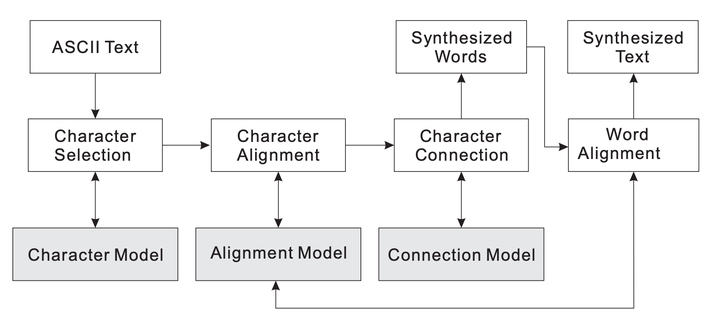 ASCII Text
Synthesized
Words
Synthesized
Text
Character
Selection
Character
Alignment
Character
Connection
Word
Alignment
Character Model
Alignment Model
Connection Model